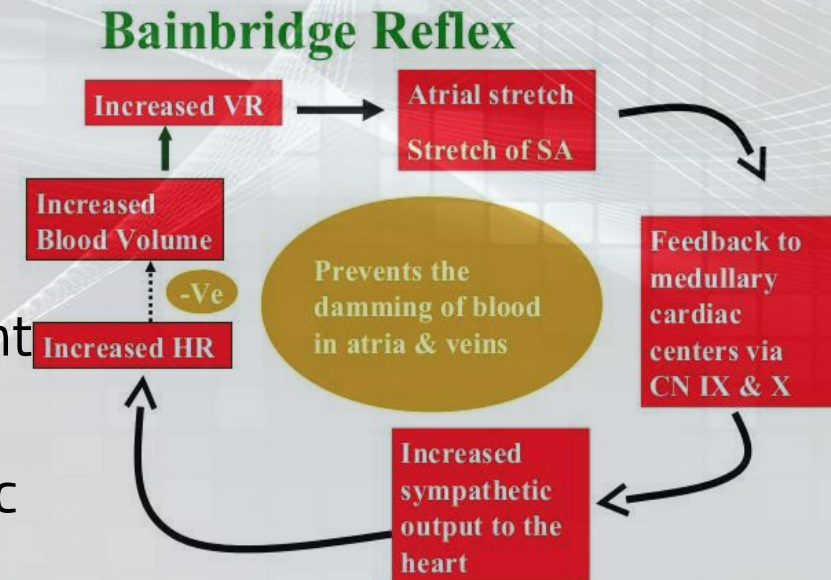 Bainbridge Reflex
Increased VR
Atrial stretch
Stretch of SA
Increased
Blood Volume
-Ve
Increased HR
Prevents the
damming of blood
in atria & veins
Feedback to
medullary
cardiac
centers via
CN IX & X
Increased
sympathetic
output to the
heart
nt
c